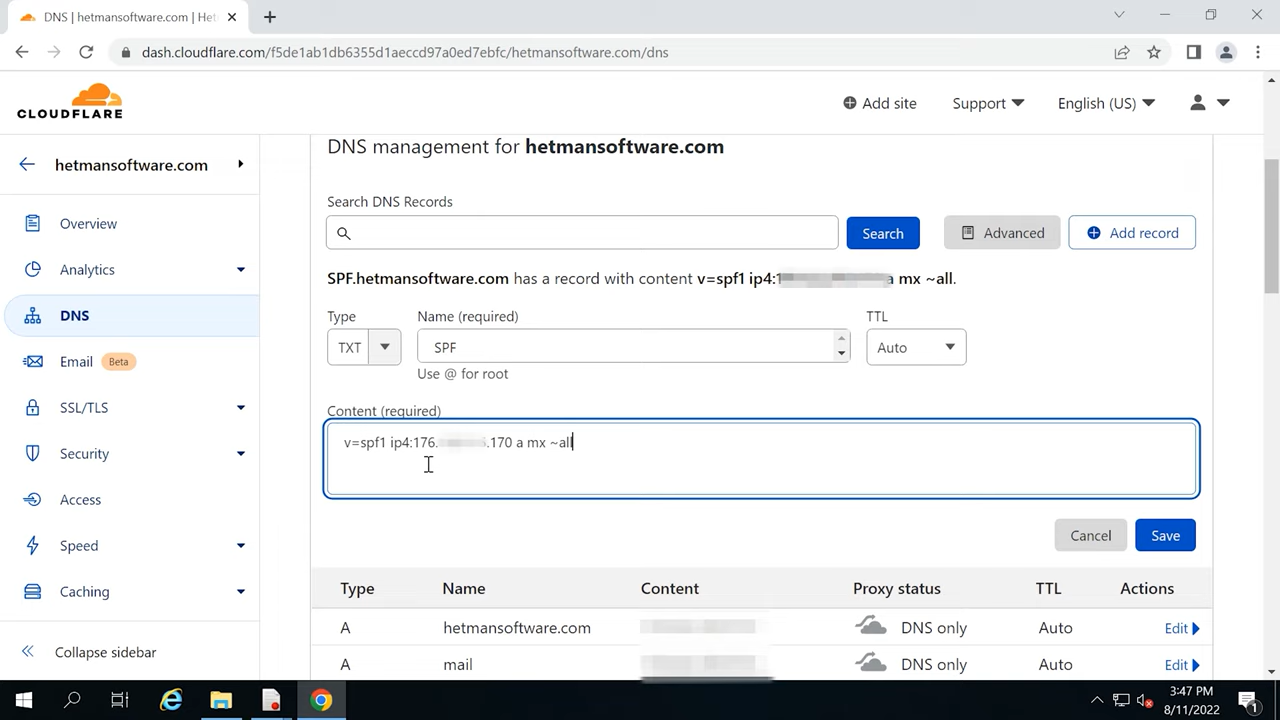 DNS | hetmansoftware.com | Het
dash.cloudflare.com/f5de1ab1db6355d1aeccd97a0ed7ebfc/hetmansoftware.com/dns
CLOUDFLARE
Add site
Support
English (US)
hetmansoftware.com
Overview
Analytics
DNS
Email Beta
SSL/TLS
Security
Access
Speed
Caching
Collapse sidebar
DNS management for hetmansoftware.com
Search DNS Records
Search
Advanced
Add record
SPF.hetmansoftware.com has a record with content v=spf1 ip4:1 a mx ~all.
Type Name (required) TTL
TXT SPF Auto
Use @ for root
Content (required)
v=spf1 ip4:176. .170 a mx ~all
Cancel Save
Type Name Content Proxy status TTL Actions
A hetmansoftware.com DNS only Auto Edit
A mail DNS only Auto Edit
3:47 PM
8/11/2022
1